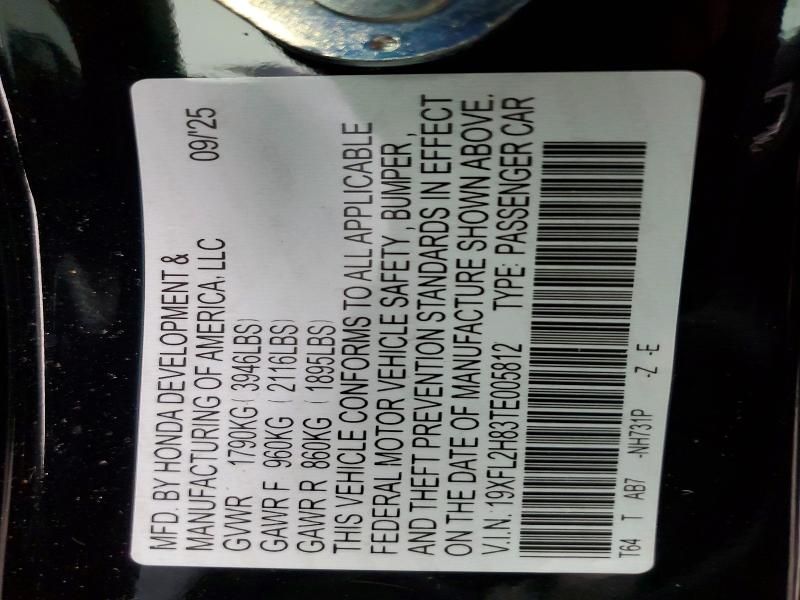 MFD. BY HONDA DEVELOPMENT &
MANUFACTURING OF AMERICA, LLC 09/'25
GVWR 1790KG( 3946LBS)
GAWR F 960KG ( 2116LBS)
GAWR R 860KG ( 1895LBS)
THIS VEHICLE CONFORMS TO ALL APPLICABLE
FEDERAL MOTOR VEHICLE SAFETY , BUMPER ,
AND THEFT PREVENTION STANDARDS IN EFFECT
ON THE DATE OF MANUFACTURE SHOWN ABOVE.
V.I.N. 19XFL2H83TE005812 TYPE: PASSENGER CAR
T64 T AB7 -NH731P -Z -E